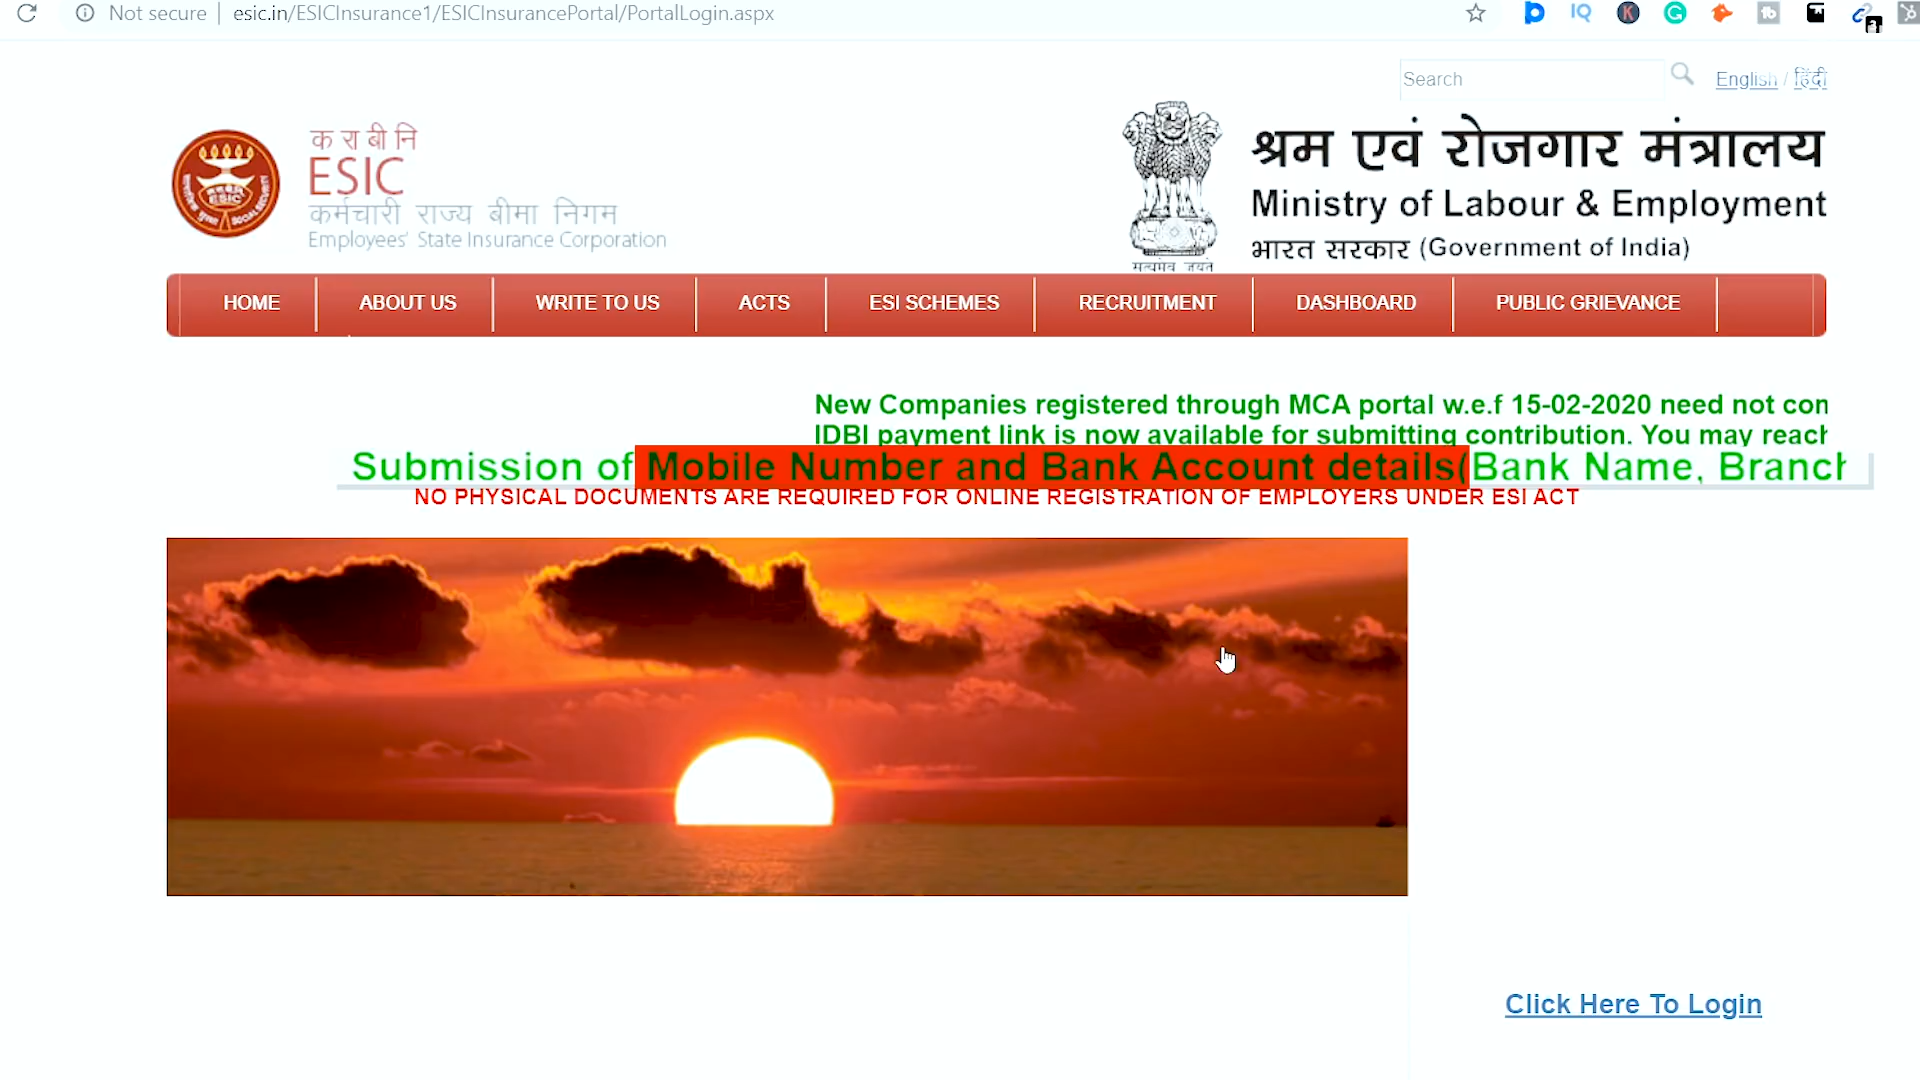 Not secure | esic.in/ESICInsurance1/ESICInsurancePortal/PortalLogin.aspx
Search
English / हिंदी
क रा बी नि
ESIC
कर्मचारी राज्य बीमा निगम
Employees' State Insurance Corporation
सत्यमेव जयते
श्रम एवं रोजगार मंत्रालय
Ministry of Labour & Employment
भारत सरकार (Government of India)
HOME ABOUT US WRITE TO US ACTS ESI SCHEMES RECRUITMENT DASHBOARD PUBLIC GRIEVANCE
New Companies registered through MCA portal w.e.f 15-02-2020 need not con
IDBI payment link is now available for submitting contribution. You may reach
Submission of Mobile Number and Bank Account details(Bank Name, Branch
NO PHYSICAL DOCUMENTS ARE REQUIRED FOR ONLINE REGISTRATION OF EMPLOYERS UNDER ESI ACT
Click Here To Login